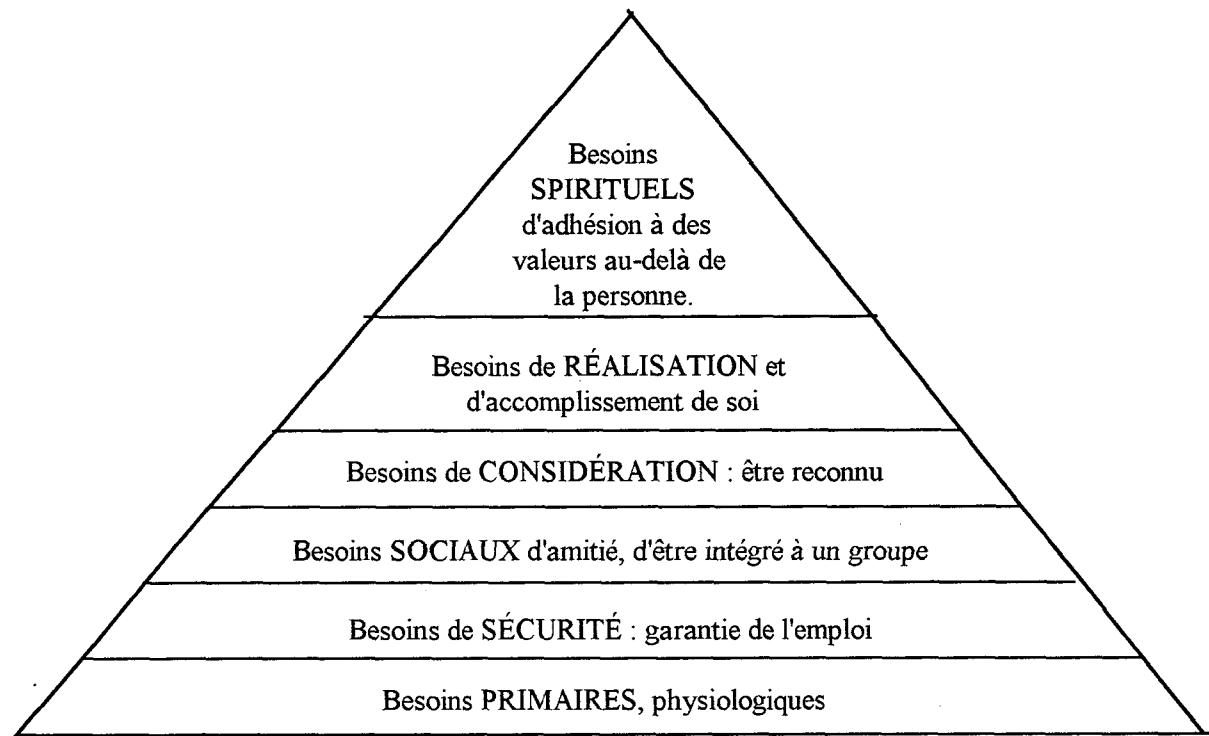 Besoins
SPIRITUELS
d'adhésion à des
valeurs au-delà de
la personne.
Besoins de RÉALISATION et
d'accomplissement de soi
Besoins de CONSIDÉRATION : être reconnu
Besoins SOCIAUX d'amitié, d'être intégré à un groupe
Besoins de SÉCURITÉ : garantie de l'emploi
Besoins PRIMAIRES, physiologiques